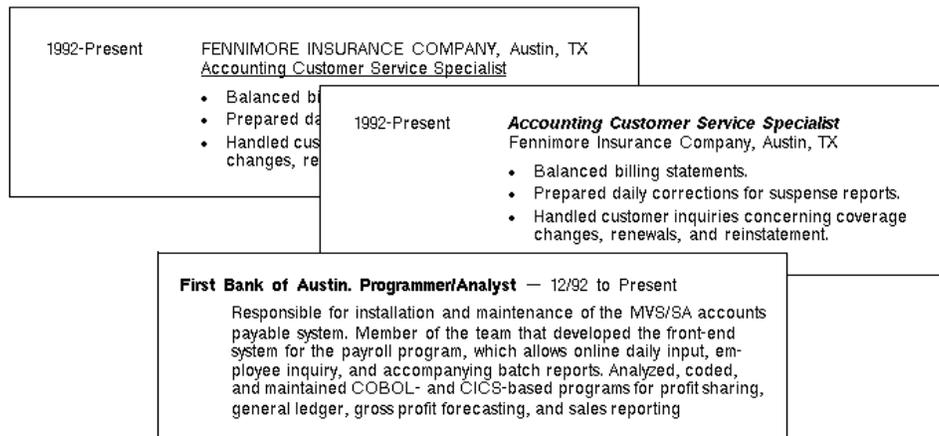 1992-Present FENNIMORE INSURANCE COMPANY, Austin, TX
Accounting Customer Service Specialist
• Balanced bi
• Prepared da
• Handled cus
changes, re
1992-Present Accounting Customer Service Specialist
Fennimore Insurance Company, Austin, TX
• Balanced billing statements.
• Prepared daily corrections for suspense reports.
• Handled customer inquiries concerning coverage
changes, renewals, and reinstatement.
First Bank of Austin. Programmer/Analyst — 12/92 to Present
Responsible for installation and maintenance of the MVS/SA accounts
payable system. Member of the team that developed the front-end
system for the payroll program, which allows online daily input, em-
ployee inquiry, and accompanying batch reports. Analyzed, coded,
and maintained COBOL- and CICS-based programs for profit sharing,
general ledger, gross profit forecasting, and sales reporting